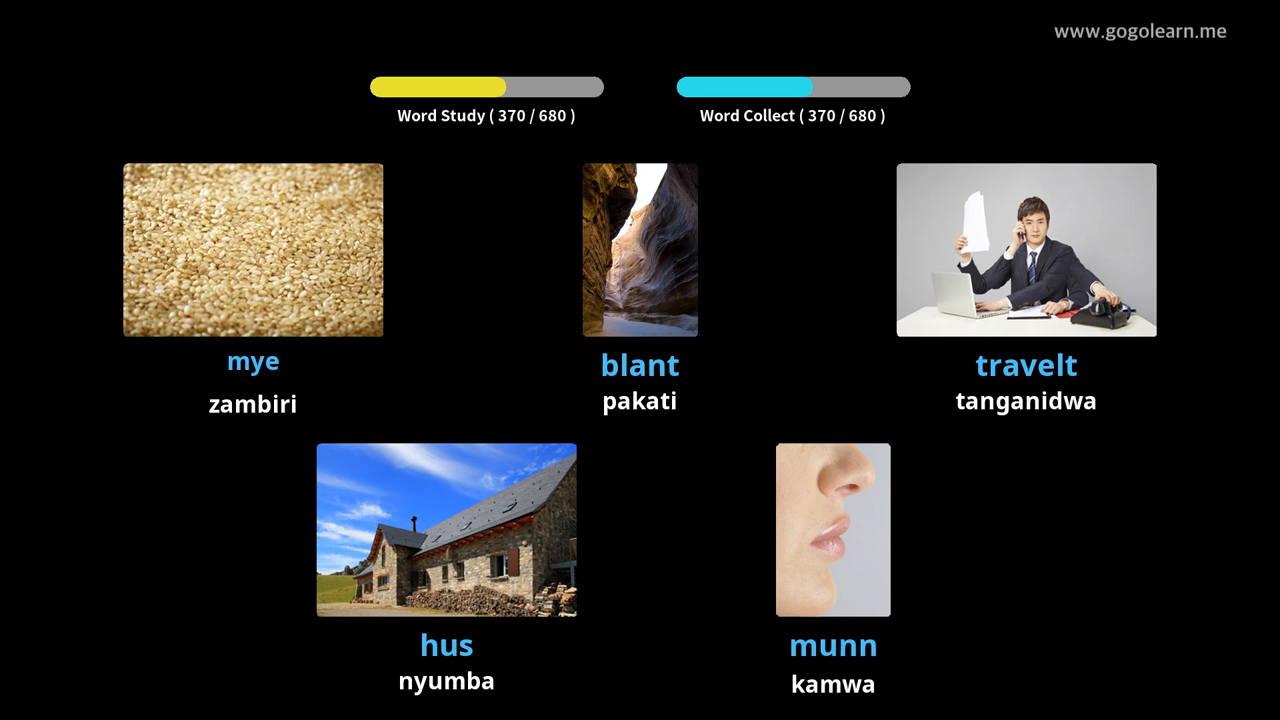 www.gogolearn.me
Word Study ( 370 / 680 )
Word Collect ( 370 / 680 )
mye
zambiri
blant
pakati
travelt
tanganidwa
hus
nyumba
munn
kamwa